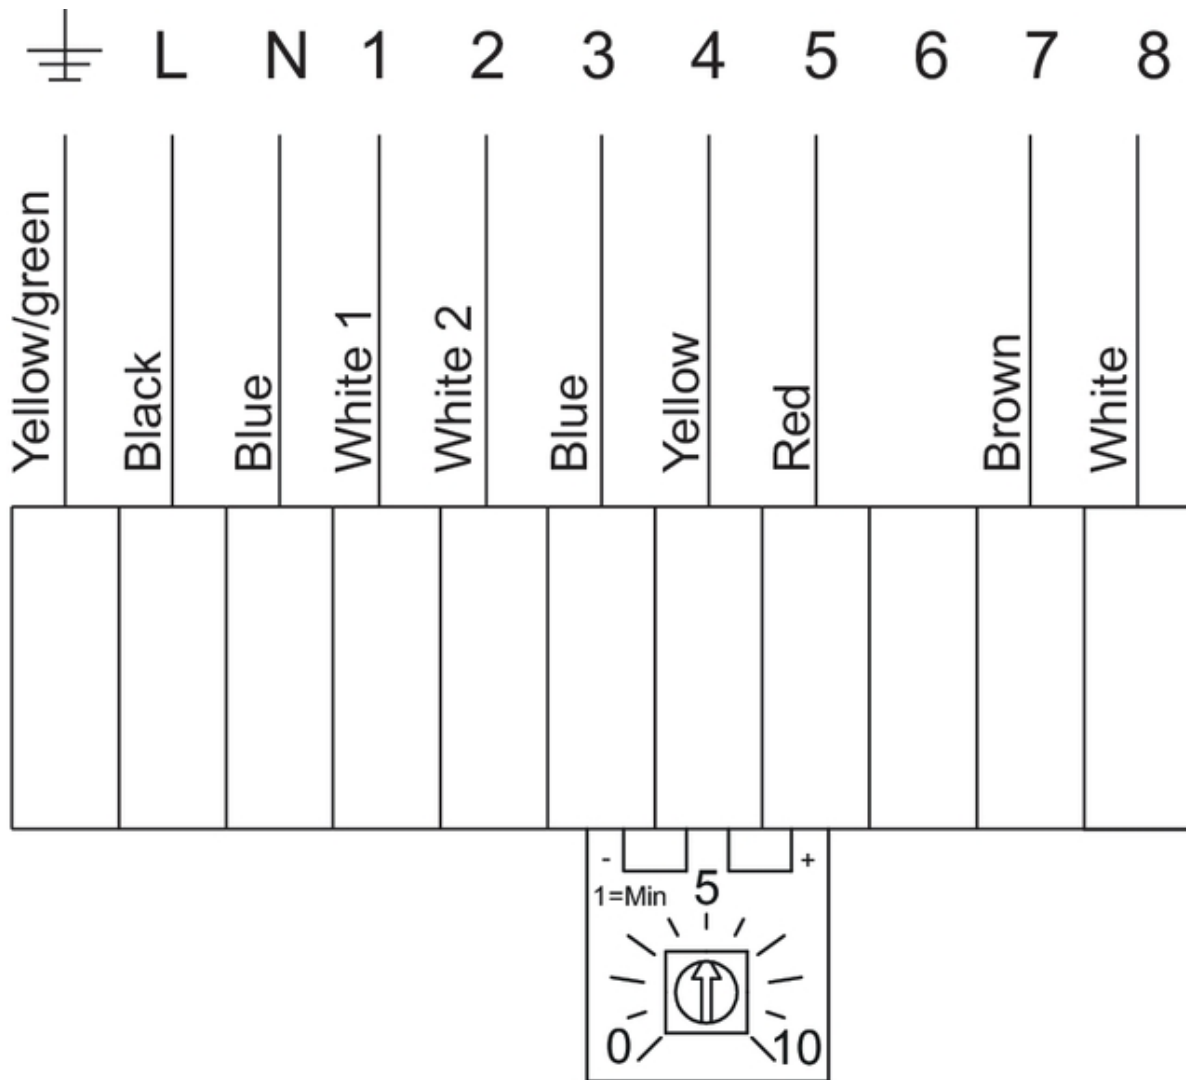 L N 1 2 3 4 5 6 7 8
Yellow/green
Black
Blue
White 1
White 2
Blue
Yellow
Red
Brown
White
- +
1=Min 5
0 10